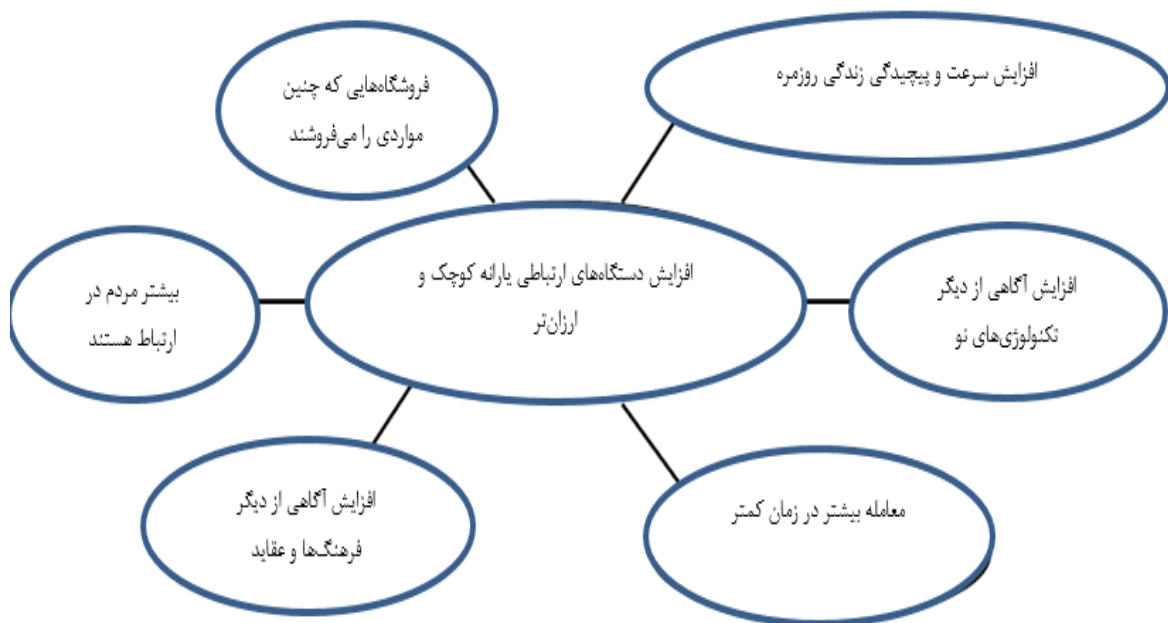 افزایش سرعت و پیچیدگی زندگی روزمره
فروشگاه‌هایی که چنین
مواردی را می‌فروشند
افزایش دستگاه‌های ارتباطی یارانه کوچک و
ارزان‌تر
افزایش آگاهی از دیگر
تکنولوژی‌های نو
بیشتر مردم در
ارتباط هستند
معامله بیشتر در زمان کمتر
افزایش آگاهی از دیگر
فرهنگ‌ها و عقاید